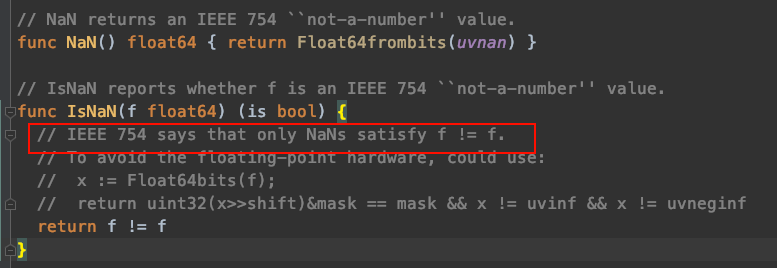 // NaN returns an IEEE 754 ``not-a-number'' value.
func NaN() float64 { return Float64frombits(uvnan) }
// IsNaN reports whether f is an IEEE 754 ``not-a-number'' value.
func IsNaN(f float64) (is bool) {
// IEEE 754 says that only NaNs satisfy f != f.
// To avoid the floating-point hardware, could use:
//  x := Float64bits(f);
//  return uint32(x>>shift)&mask == mask && x != uvinf && x != uvneginf
return f != f
}